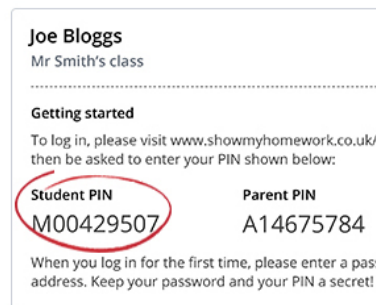 Joe Bloggs
Mr Smith's class
Getting started
To log in, please visit www.showmyhomework.co.uk/
then be asked to enter your PIN shown below:
Student PIN Parent PIN
M00429507 A14675784
When you log in for the first time, please enter a pas
address. Keep your password and your PIN a secret!